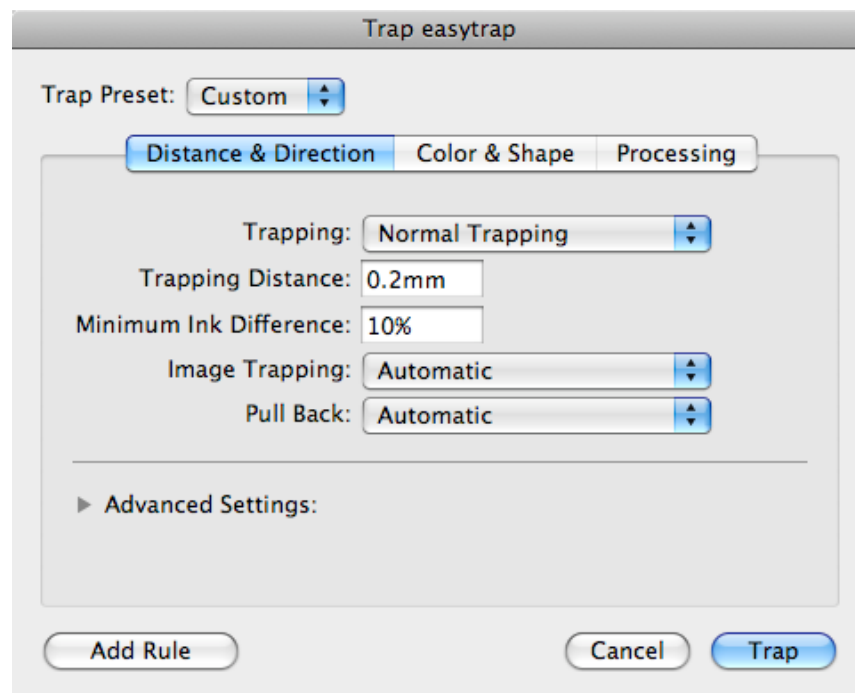 Trap easytrap
Trap Preset: Custom
Distance & Direction Color & Shape Processing
Trapping: Normal Trapping
Trapping Distance: 0.2mm
Minimum Ink Difference: 10%
Image Trapping: Automatic
Pull Back: Automatic
Advanced Settings:
Add Rule Cancel Trap